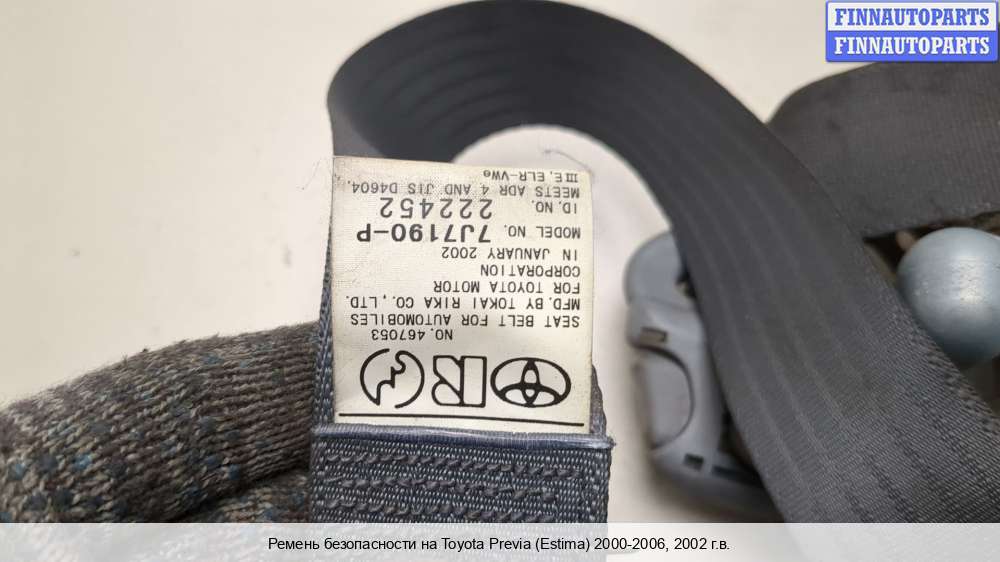 FINNAUTOPARTS
FINNAUTOPARTS
NO. 467053
SEAT BELT FOR AUTOMOBILES
MFD. BY TOKAI RIKA CO., LTD.
FOR TOYOTA MOTOR
CORPORATION
IN JANUARY 2002
MODEL NO. 7J7190-P
ID. NO. 222452
MEETS ADR 4 AND JIS D4604.
III E, ELR-VWe
Ремень безопасности на Toyota Previa (Estima) 2000-2006, 2002 г.в.